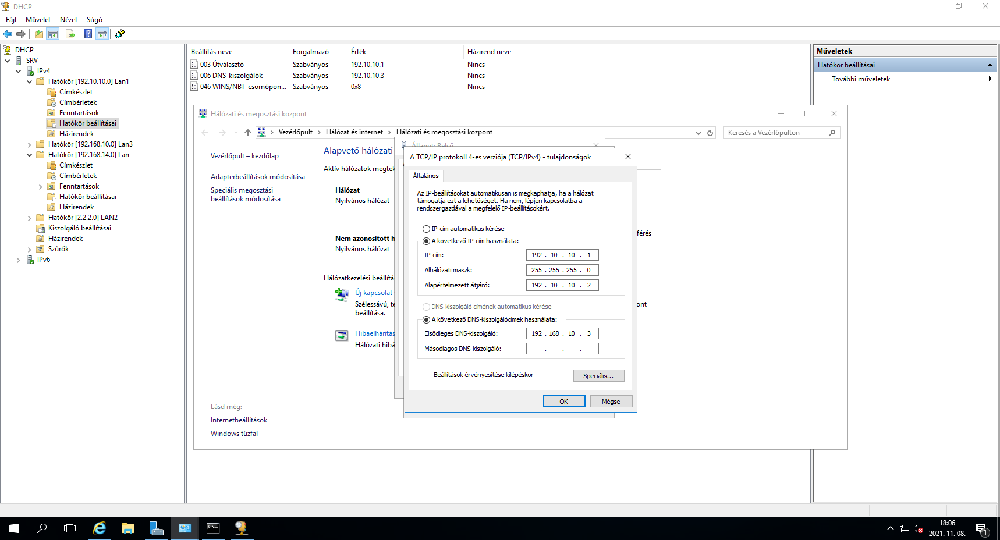 DHCP
Fájl Művelet Nézet Súgó
DHCP
SRV
IPv4
Hatókör [192.10.10.0] Lan1
Címkészlet
Címbérletek
Fenntartások
Hatókör beállításai
Házirendek
Hatókör [192.168.10.0] Lan3
Hatókör [192.168.14.0] Lan
Címkészlet
Címbérletek
Fenntartások
Hatókör beállításai
Házirendek
Hatókör [2.2.2.0] LAN2
Kiszolgáló beállításai
Házirendek
Szűrők
IPv6
Beállítás neve Forgalmazó Érték Házirend neve
003 Útválasztó Szabványos 192.10.10.1 Nincs
006 DNS-kiszolgálók Szabványos 192.10.10.3 Nincs
046 WINS/NBT-csomópon... Szabványos 0x8 Nincs
Műveletek
Hatókör beállításai
További műveletek
Hálózati és megosztási központ
Vezérlőpult Hálózat és internet Hálózati és megosztási központ
Keresés a Vezérlőpulton
Vezérlőpult – kezdőlap
Adapterbeállítások módosítása
Speciális megosztási
beállítások módosítása
Alapvető hálózati
Aktív hálózatok megtek
Hálózat
Nyilvános hálózat
Nem azonosított h
Nyilvános hálózat
férés
Hálózatkezelési beállítá
Új kapcsolat
Szélessávú, te
beállítása.
ont
Hibaelhárítás
Hálózati hibá
Lásd még:
Internetbeállítások
Windows tűzfal
Állapot: Belső
A TCP/IP protokoll 4-es verziója (TCP/IPv4) - tulajdonságok
Általános
Az IP-beállításokat automatikusan is megkaphatja, ha a hálózat
támogatja ezt a lehetőséget. Ha nem, lépjen kapcsolatba a
rendszergazdával a megfelelő IP-beállításokért.
IP-cím automatikus kérése
A következő IP-cím használata:
IP-cím: 192 . 10 . 10 . 1
Alhálózati maszk: 255 . 255 . 255 . 0
Alapértelmezett átjáró: 192 . 10 . 10 . 2
DNS-kiszolgáló címének automatikus kérése
A következő DNS-kiszolgálócímek használata:
Elsődleges DNS-kiszolgáló: 192 . 168 . 10 . 3
Másodlagos DNS-kiszolgáló: . . .
Beállítások érvényesítése kilépéskor
Speciális...
OK Mégse
18:06
2021. 11. 08.
1